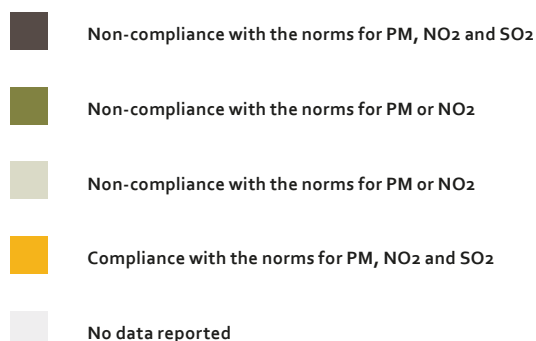 Non-compliance with the norms for PM, NO2 and SO2
Non-compliance with the norms for PM or NO2
Non-compliance with the norms for PM or NO2
Compliance with the norms for PM, NO2 and SO2
No data reported